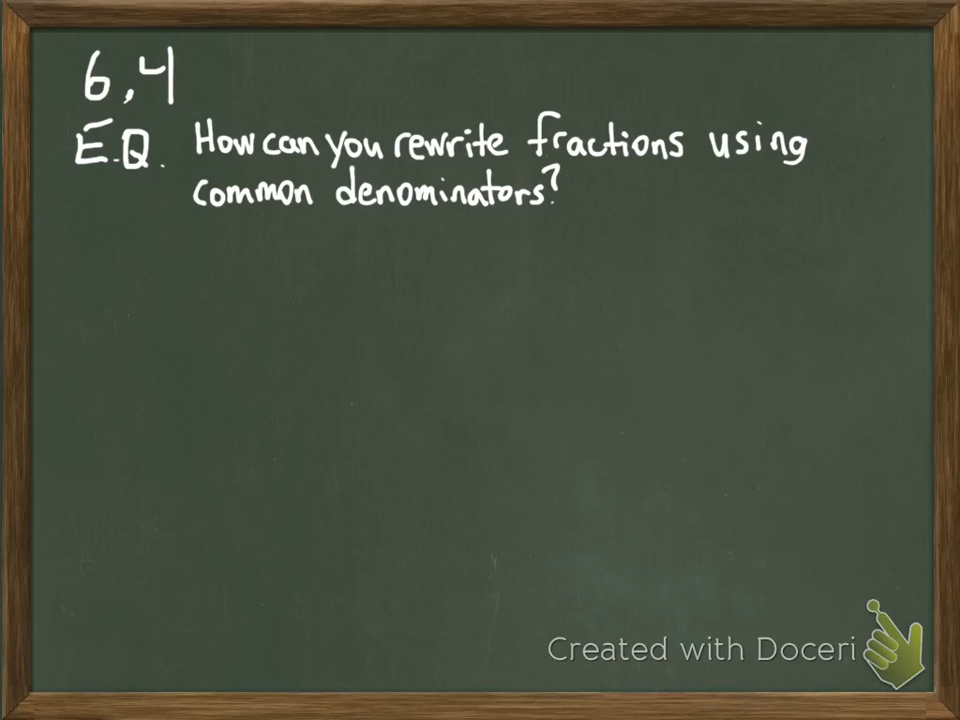 6,4
E.Q. How can you rewrite fractions using
common denominators?
Created with Doceri